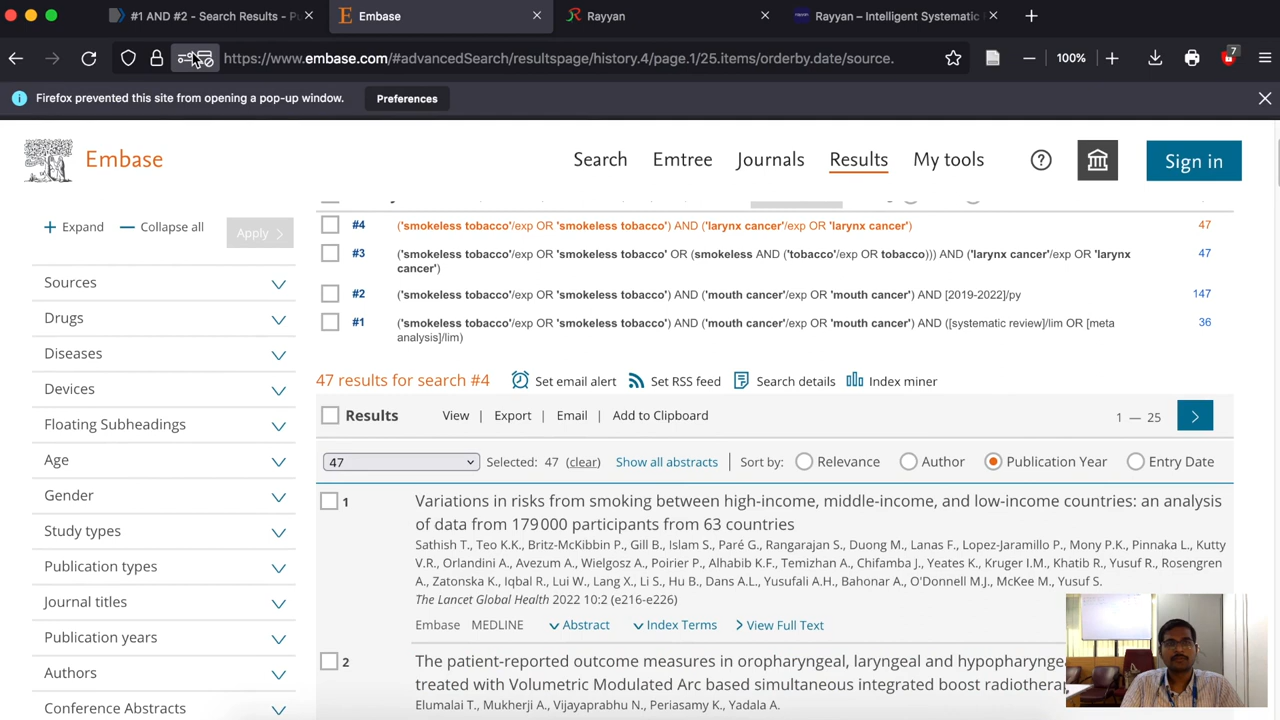 #1 AND #2 - Search Results - Pu
Embase
Rayyan
Rayyan – Intelligent Systematic
https://www.embase.com/#advancedSearch/resultspage/history.4/page.1/25.items/orderby.date/source.
100%
7
Firefox prevented this site from opening a pop-up window.
Preferences
Embase
Search
Emtree
Journals
Results
My tools
Sign in
Expand
Collapse all
Apply
Sources
Drugs
Diseases
Devices
Floating Subheadings
Age
Gender
Study types
Publication types
Journal titles
Publication years
Authors
Conference Abstracts
#4 ('smokeless tobacco'/exp OR 'smokeless tobacco') AND ('larynx cancer'/exp OR 'larynx cancer') 47
#3 ('smokeless tobacco'/exp OR 'smokeless tobacco' OR (smokeless AND ('tobacco'/exp OR tobacco))) AND ('larynx cancer'/exp OR 'larynx 47
cancer')
#2 ('smokeless tobacco'/exp OR 'smokeless tobacco') AND ('mouth cancer'/exp OR 'mouth cancer') AND [2019-2022]/py 147
#1 ('smokeless tobacco'/exp OR 'smokeless tobacco') AND ('mouth cancer'/exp OR 'mouth cancer') AND ([systematic review]/lim OR [meta 36
analysis]/lim)
47 results for search #4 Set email alert Set RSS feed Search details Index miner
Results View | Export | Email | Add to Clipboard 1 — 25
47 Selected: 47 (clear) Show all abstracts | Sort by: Relevance Author Publication Year Entry Date
1 Variations in risks from smoking between high-income, middle-income, and low-income countries: an analysis
of data from 179 000 participants from 63 countries
Sathish T., Teo K.K., Britz-McKibbin P., Gill B., Islam S., Paré G., Rangarajan S., Duong M., Lanas F., Lopez-Jaramillo P., Mony P.K., Pinnaka L., Kutty
V.R., Orlandini A., Avezum A., Wielgosz A., Poirier P., Alhabib K.F., Temizhan A., Chifamba J., Yeates K., Kruger I.M., Khatib R., Yusuf R., Rosengren
A., Zatonska K., Iqbal R., Lui W., Lang X., Li S., Hu B., Dans A.L., Yusufali A.H., Bahonar A., O'Donnell M.J., McKee M., Yusuf S.
The Lancet Global Health 2022 10:2 (e216-e226)
Embase MEDLINE Abstract Index Terms View Full Text
2 The patient-reported outcome measures in oropharyngeal, laryngeal and hypopharynge
treated with Volumetric Modulated Arc based simultaneous integrated boost radiotherap
Elumalai T., Mukherji A., Vijayaprabhu N., Periasamy K., Yadala A.